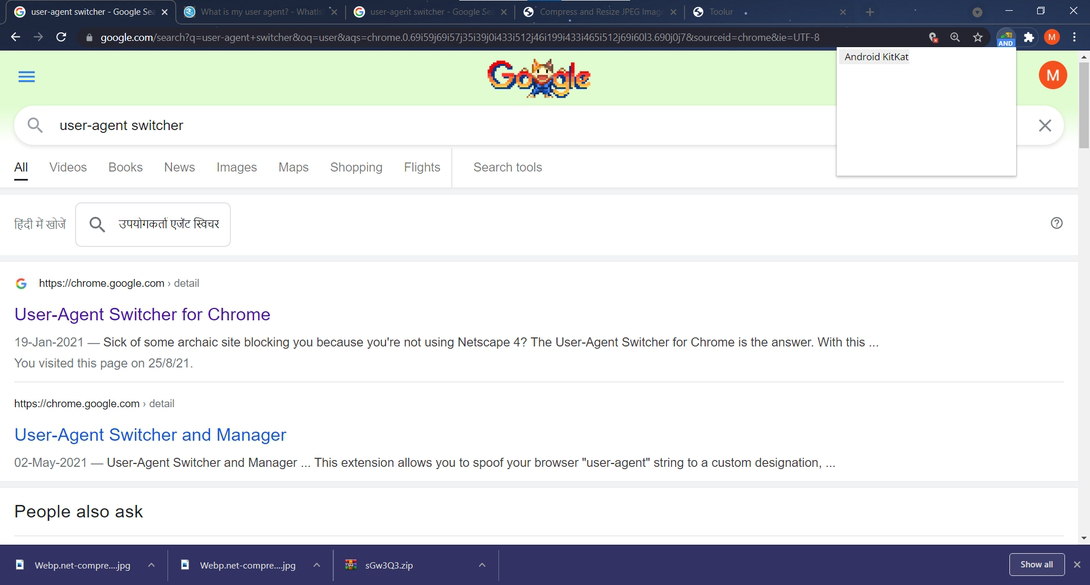 user-agent switcher - Google Se
What is my user agent? - WhatIs
user-agent switcher - Google Se
Compress and Resize JPEG Imag
Toolur
google.com/search?q=user-agent+switcher&oq=user&aqs=chrome.0.69i59j69i57j35i39j0i433i512j46i199i433i465i512j69i60l3.690j0j7&sourceid=chrome&ie=UTF-8
AND
M
Android KitKat
Google
M
user-agent switcher
All
Videos
Books
News
Images
Maps
Shopping
Flights
Search tools
हिंदी में खोजें
उपयोगकर्ता एजेंट स्विचर
https://chrome.google.com › detail
User-Agent Switcher for Chrome
19-Jan-2021 — Sick of some archaic site blocking you because you're not using Netscape 4? The User-Agent Switcher for Chrome is the answer. With this ...
You visited this page on 25/8/21.
https://chrome.google.com › detail
User-Agent Switcher and Manager
02-May-2021 — User-Agent Switcher and Manager ... This extension allows you to spoof your browser "user-agent" string to a custom designation, ...
People also ask
Webp.net-compre....jpg
Webp.net-compre....jpg
sGw3Q3.zip
Show all